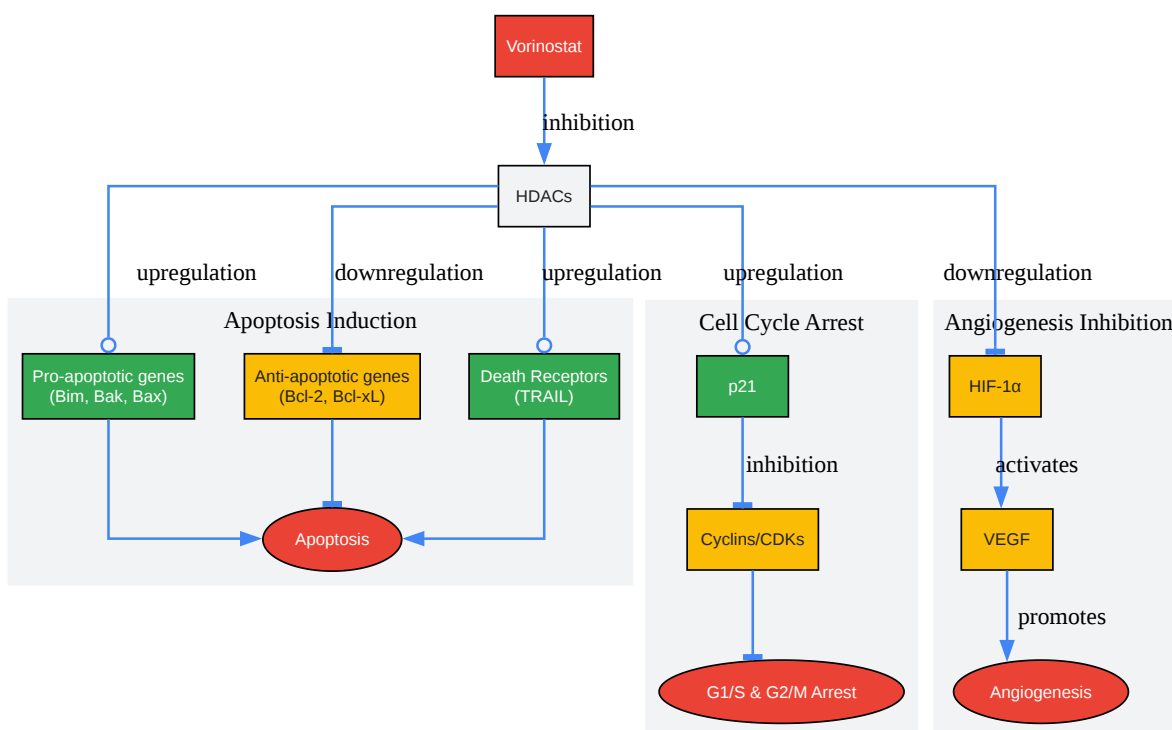 Vorinostat
inhibition
HDACs
upregulation
downregulation
upregulation
upregulation
downregulation
Apoptosis Induction
Cell Cycle Arrest
Angiogenesis Inhibition
Pro-apoptotic genes
(Bim, Bak, Bax)
Anti-apoptotic genes
(Bcl-2, Bcl-xL)
Death Receptors
(TRAIL)
p21
HIF-1α
inhibition
activates
Apoptosis
Cyclins/CDKs
VEGF
promotes
G1/S & G2/M Arrest
Angiogenesis